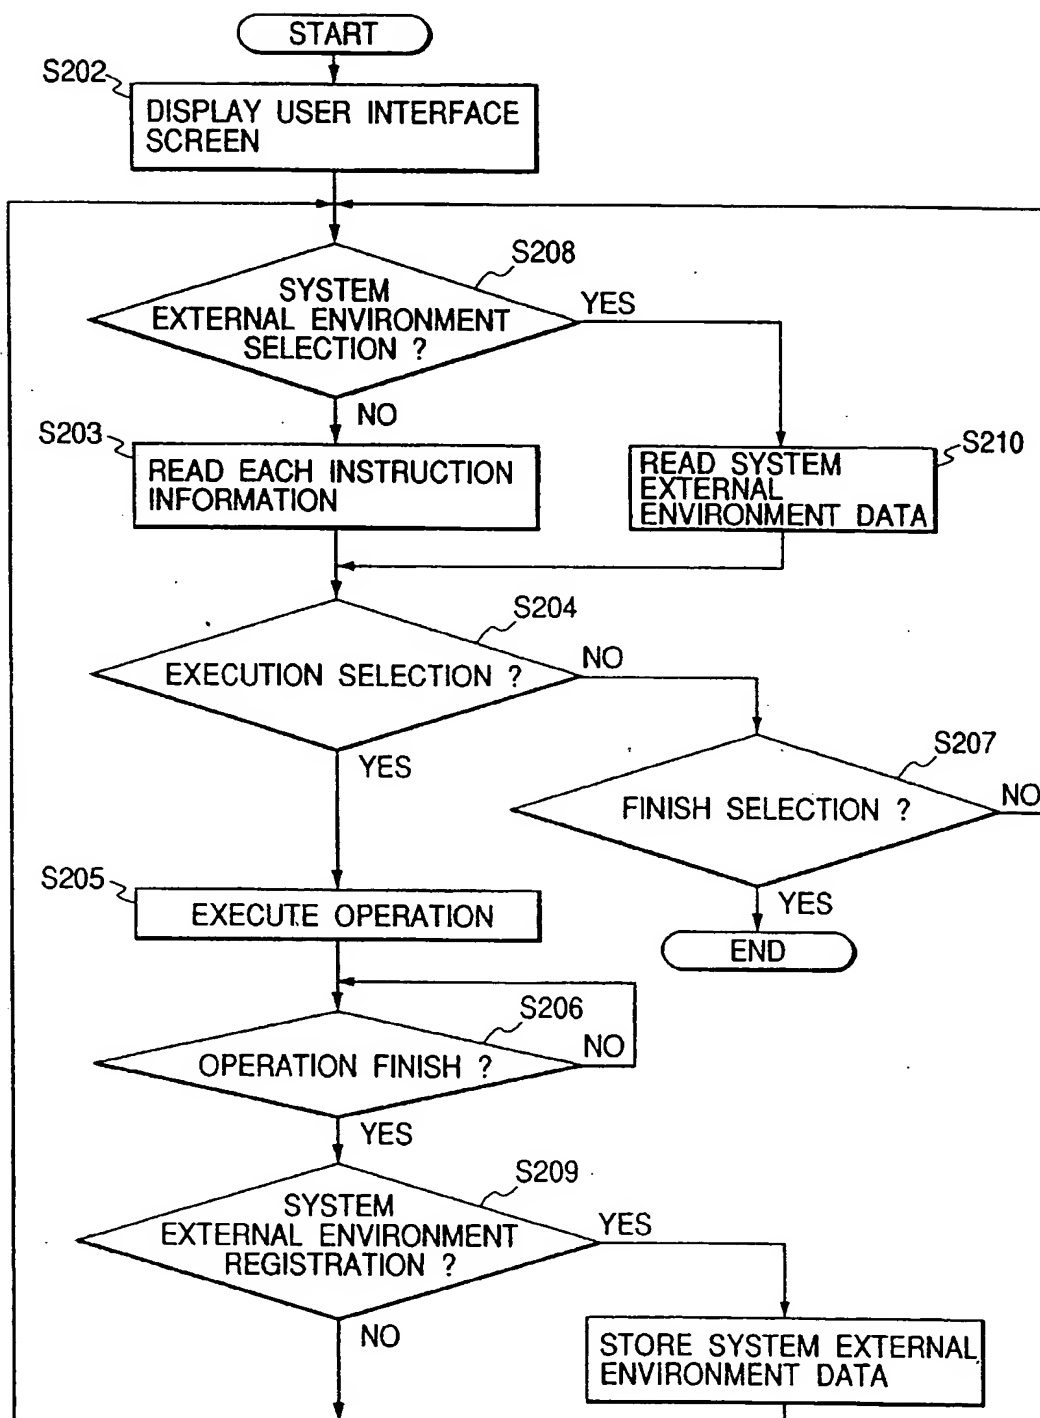 START
S202
DISPLAY USER INTERFACE
SCREEN
S208
SYSTEM
EXTERNAL ENVIRONMENT
SELECTION ?
YES
NO
S203
READ EACH INSTRUCTION
INFORMATION
S210
READ SYSTEM
EXTERNAL
ENVIRONMENT DATA
S204
EXECUTION SELECTION ?
NO
YES
S207
FINISH SELECTION ?
NO
YES
END
S205
EXECUTE OPERATION
S206
OPERATION FINISH ?
NO
YES
S209
SYSTEM
EXTERNAL ENVIRONMENT
REGISTRATION ?
YES
NO
STORE SYSTEM EXTERNAL
ENVIRONMENT DATA